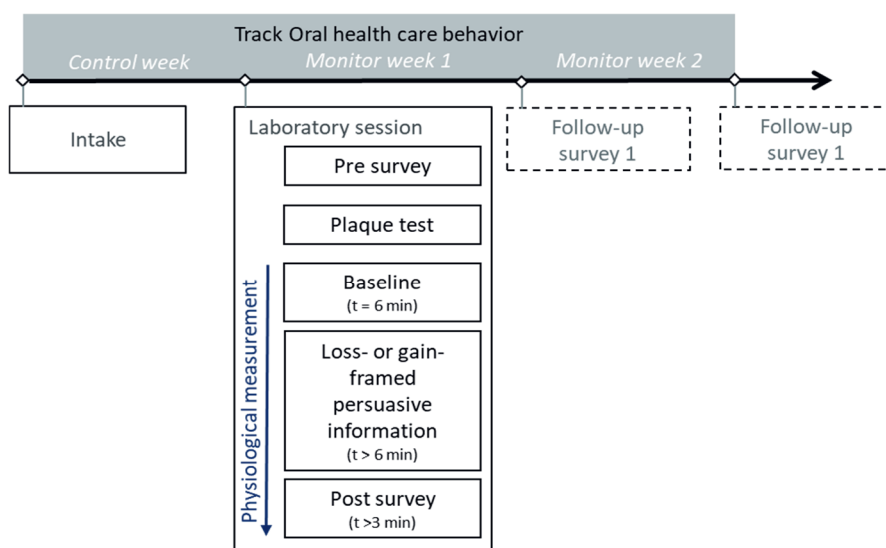 Track Oral health care behavior
Control week
Monitor week 1
Monitor week 2
Intake
Laboratory session
Pre survey
Plaque test
Physiological measurement
Baseline
(t = 6 min)
Loss- or gain-
framed
persuasive
information
(t > 6 min)
Post survey
(t >3 min)
Follow-up
survey 1
Follow-up
survey 1